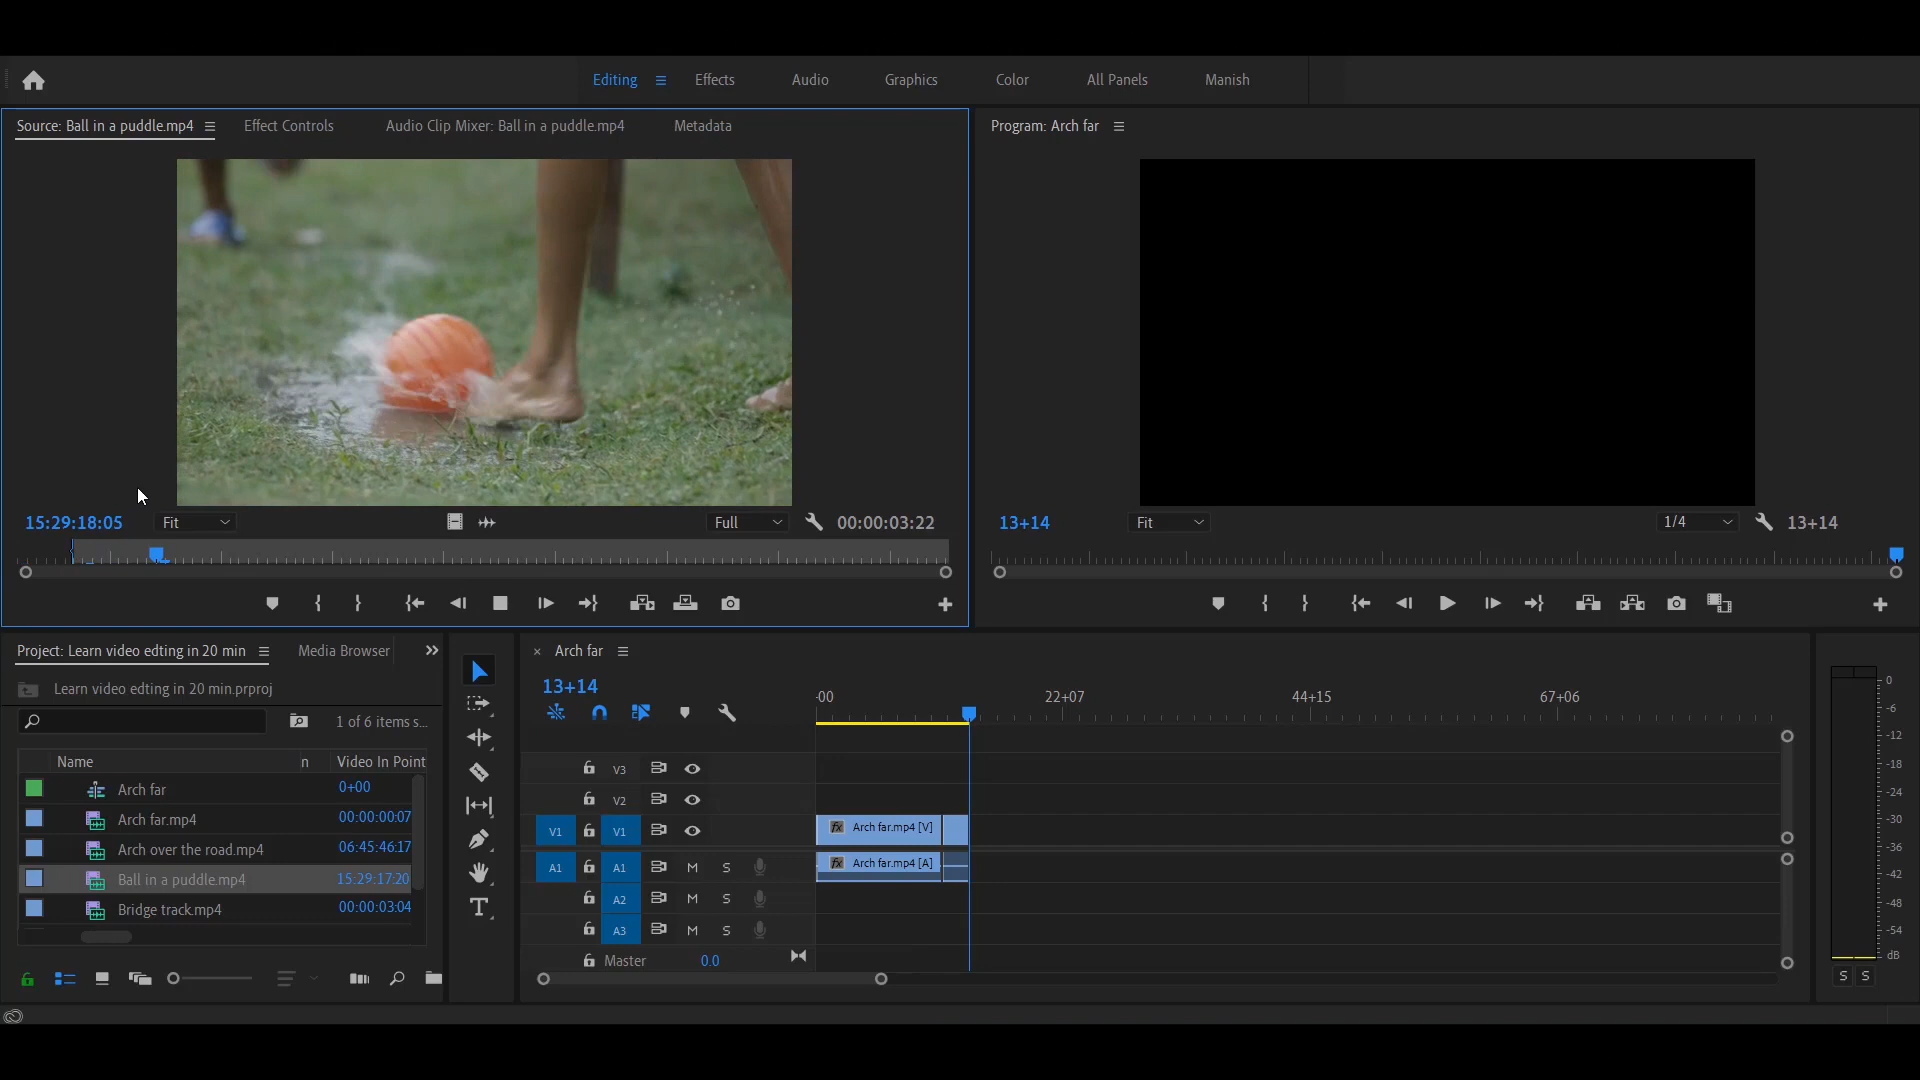 Editing Effects Audio Graphics Color All Panels Manish
Source: Ball in a puddle.mp4 Effect Controls Audio Clip Mixer: Ball in a puddle.mp4 Metadata
Program: Arch far
15:29:18:05 Fit Full 00:00:03:22
13+14 Fit 1/4 13+14
Project: Learn video edting in 20 min Media Browser
Learn video edting in 20 min.prproj
1 of 6 items s...
Name n Video In Point
Arch far 0+00
Arch far.mp4 00:00:00:07
Arch over the road.mp4 06:45:46:17
Ball in a puddle.mp4 15:29:17:20
Bridge track.mp4 00:00:03:04
T
× Arch far
13+14
:00 22+07 44+15 67+06
V3
V2
V1 V1 fx Arch far.mp4 [V]
A1 A1 M S fx Arch far.mp4 [A]
A2 M S
A3 M S
Master 0.0
0
-6
-12
-18
-24
-30
-36
-42
-48
-54
dB
S S